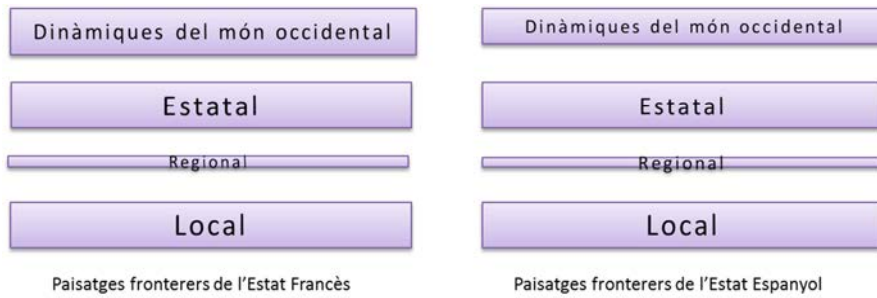 Dinàmiques del món occidental
Estatal
Regional
Local
Paisatges fronterers de l'Estat Francès
Dinàmiques del món occidental
Estatal
Regional
Local
Paisatges fronterers de l'Estat Espanyol